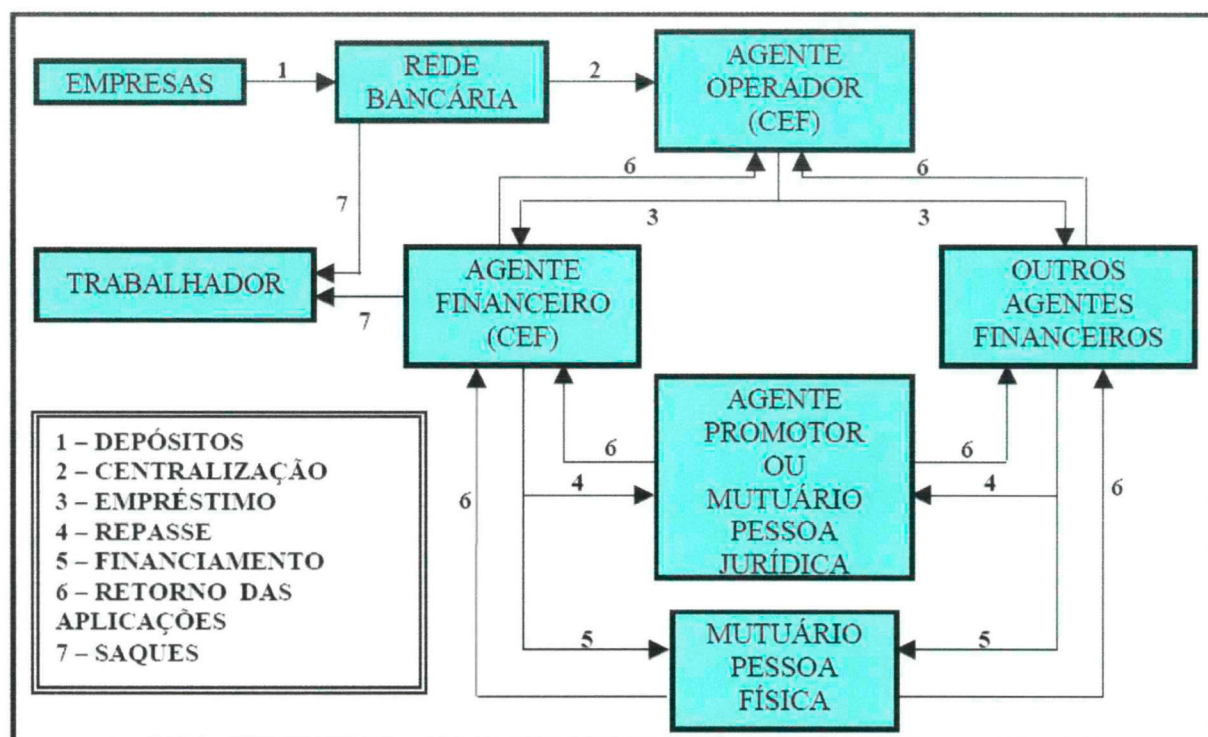 EMPRESAS
1
REDE
BANCÁRIA
2
AGENTE
OPERADOR
(CEF)
6
6
7
3
3
TRABALHADOR
7
AGENTE
FINANCEIRO
(CEF)
OUTROS
AGENTES
FINANCEIROS
AGENTE
PROMOTOR
OU
MUTUÁRIO
PESSOA
JURÍDICA
6
6
4
4
6
6
1 – DEPÓSITOS
2 – CENTRALIZAÇÃO
3 – EMPRÉSTIMO
4 – REPASSE
5 – FINANCIAMENTO
6 – RETORNO DAS
APLICAÇÕES
7 – SAQUES
5
5
MUTUÁRIO
PESSOA
FÍSICA